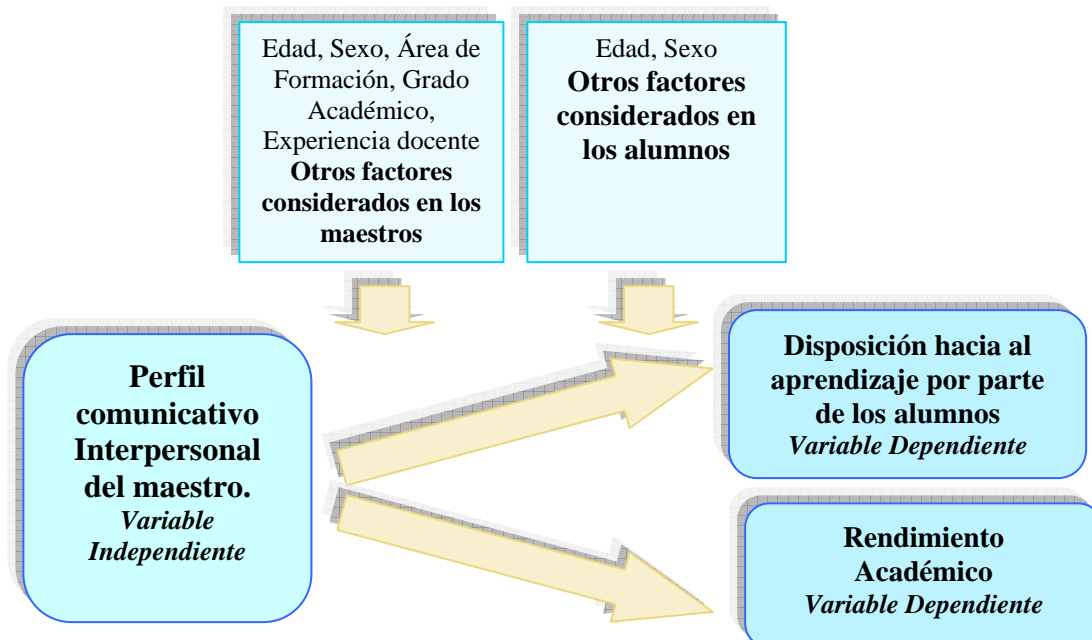 Edad, Sexo, Área de
Formación, Grado
Académico,
Experiencia docente
Otros factores
considerados en los
maestros
Edad, Sexo
Otros factores
considerados en
los alumnos
Perfil
comunicativo
Interpersonal
del maestro.
Variable
Independiente
Disposición hacia al
aprendizaje por parte
de los alumnos
Variable Dependiente
Rendimiento
Académico
Variable Dependiente